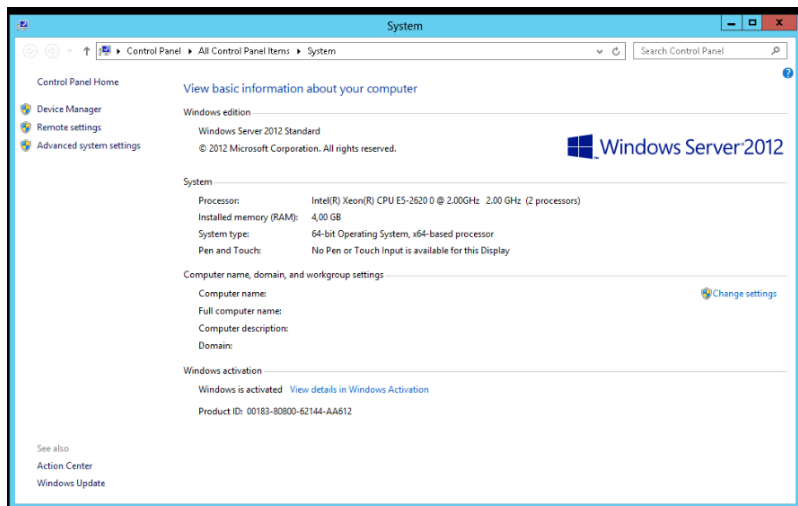 System
Control Panel ▸ All Control Panel Items ▸ System
Search Control Panel
Control Panel Home
Device Manager
Remote settings
Advanced system settings
View basic information about your computer
Windows edition
Windows Server 2012 Standard
© 2012 Microsoft Corporation. All rights reserved.
Windows Server 2012
System
Processor: Intel(R) Xeon(R) CPU E5-2620 0 @ 2.00GHz 2.00 GHz (2 processors)
Installed memory (RAM): 4,00 GB
System type: 64-bit Operating System, x64-based processor
Pen and Touch: No Pen or Touch Input is available for this Display
Computer name, domain, and workgroup settings
Computer name: Change settings
Full computer name:
Computer description:
Domain:
Windows activation
Windows is activated View details in Windows Activation
Product ID: 00183-80800-62144-AA612
See also
Action Center
Windows Update